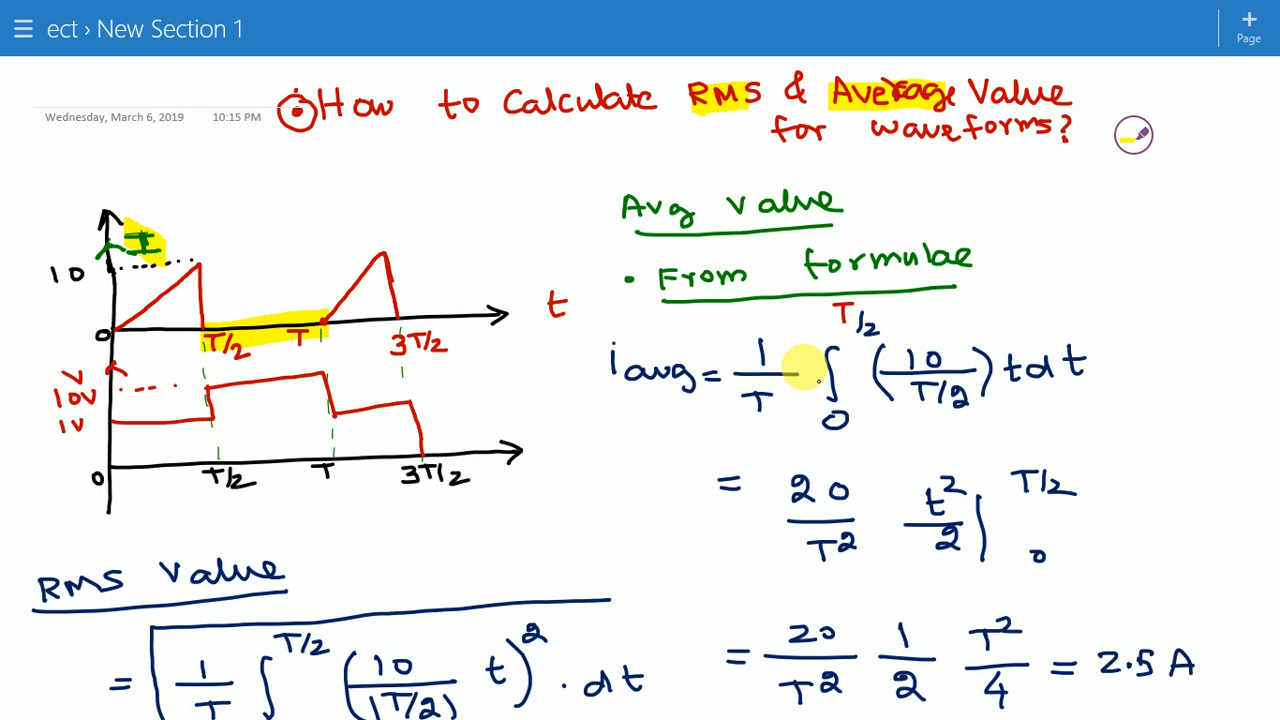 ect › New Section 1
Page
How to Calculate RMS & Average Value
for waveforms?
Wednesday, March 6, 2019 10:15 PM
I
10
0
T/2 T 3T/2
t
V
10V
1V
0
T/2 T 3T/2
Avg value
• From formulae
iavg = 1/T ∫₀^(T/2) (10/(T/2)) t dt
= 20/T² t²/2 |₀^(T/2)
= 20/T² 1/2 T²/4 = 2.5 A
RMS Value
= √ 1/T ∫^(T/2) (10/(T/2) t)² . dt